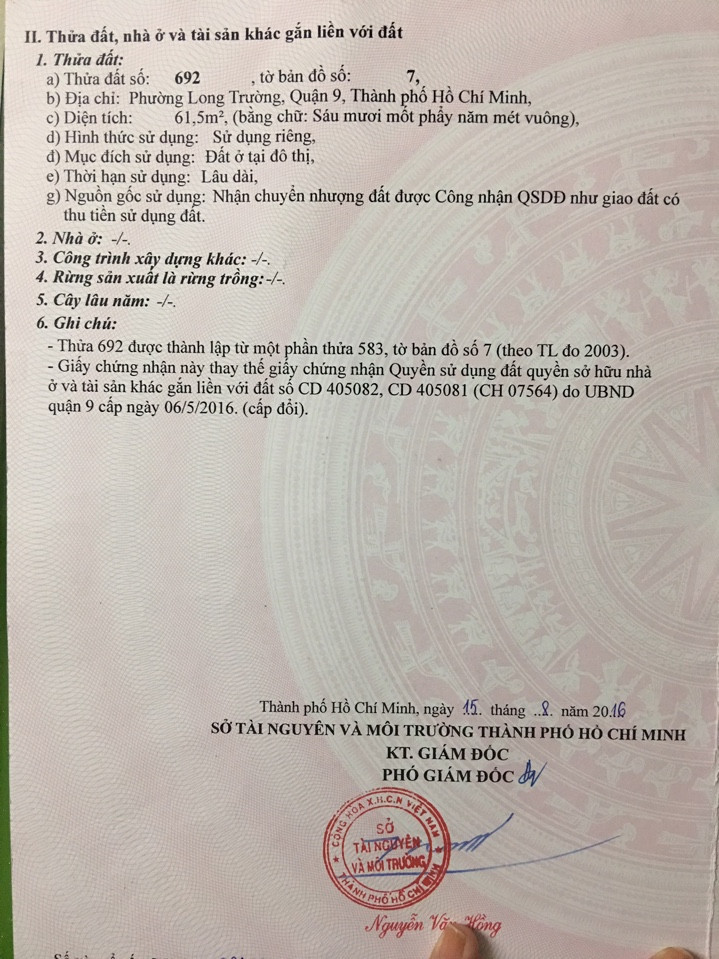 II. Thửa đất, nhà ở và tài sản khác gắn liền với đất
1. Thửa đất:
a) Thửa đất số: 692 , tờ bản đồ số: 7,
b) Địa chỉ: Phường Long Trường, Quận 9, Thành phố Hồ Chí Minh,
c) Diện tích: 61,5m², (bằng chữ: Sáu mươi mốt phẩy năm mét vuông),
d) Hình thức sử dụng: Sử dụng riêng,
đ) Mục đích sử dụng: Đất ở tại đô thị,
e) Thời hạn sử dụng: Lâu dài,
g) Nguồn gốc sử dụng: Nhận chuyển nhượng đất được Công nhận QSDĐ như giao đất có
thu tiền sử dụng đất.
2. Nhà ở: -/-.
3. Công trình xây dựng khác: -/-.
4. Rừng sản xuất là rừng trồng: -/-.
5. Cây lâu năm: -/-.
6. Ghi chú:
- Thửa 692 được thành lập từ một phần thửa 583, tờ bản đồ số 7 (theo TL đo 2003).
- Giấy chứng nhận này thay thế giấy chứng nhận Quyền sử dụng đất quyền sở hữu nhà
ở và tài sản khác gắn liền với đất số CD 405082, CD 405081 (CH 07564) do UBND
quận 9 cấp ngày 06/5/2016. (cấp đổi).
Thành phố Hồ Chí Minh, ngày 15. tháng ..8. năm 2016
SỞ TÀI NGUYÊN VÀ MÔI TRƯỜNG THÀNH PHỐ HỒ CHÍ MINH
KT. GIÁM ĐỐC
PHÓ GIÁM ĐỐC
CỘNG HÒA X.H.C.N VIỆT NAM
SỞ
TÀI NGUYÊN
VÀ MÔI TRƯỜNG
THÀNH PHỐ HỒ CHÍ MINH
Nguyễn Văn Hồng